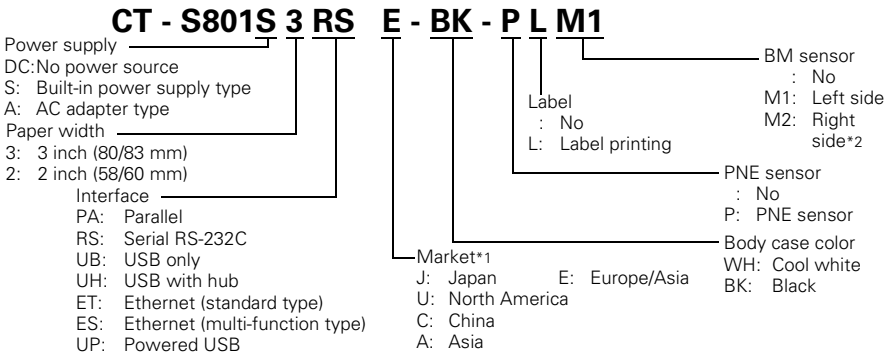 CT - S801S 3 RS E - BK - P L M1
Power supply
DC:No power source
S: Built-in power supply type
A: AC adapter type
Paper width
3: 3 inch (80/83 mm)
2: 2 inch (58/60 mm)
Interface
PA: Parallel
RS: Serial RS-232C
UB: USB only
UH: USB with hub
ET: Ethernet (standard type)
ES: Ethernet (multi-function type)
UP: Powered USB
Market*1
J: Japan E: Europe/Asia
U: North America
C: China
A: Asia
Label
: No
L: Label printing
BM sensor
: No
M1: Left side
M2: Right
side*2
PNE sensor
: No
P: PNE sensor
Body case color
WH: Cool white
BK: Black